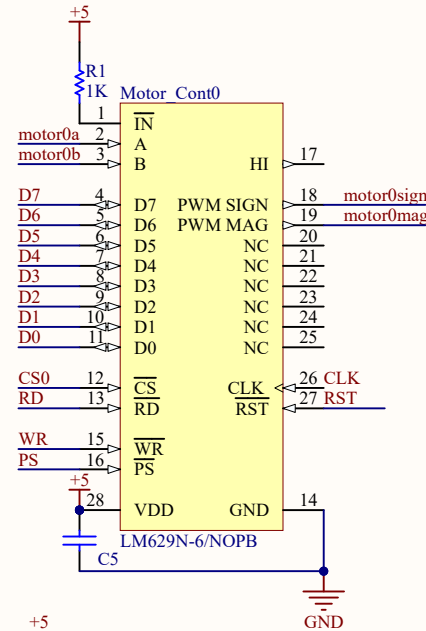 +5
R1
1K
Motor_Cont0
1 IN
motor0a 2 A
motor0b 3 B HI 17
D7 4 D7 PWM SIGN 18 motor0sign
D6 5 D6 PWM MAG 19 motor0mag
D5 6 D5 NC 20
D4 7 D4 NC 21
D3 8 D3 NC 22
D2 9 D2 NC 23
D1 10 D1 NC 24
D0 11 D0 NC 25
CS0 12 CS CLK 26 CLK
RD 13 RD RST 27 RST
WR 15 WR
PS 16 PS
+5
28 VDD GND 14
LM629N-6/NOPB
C5
+5 GND